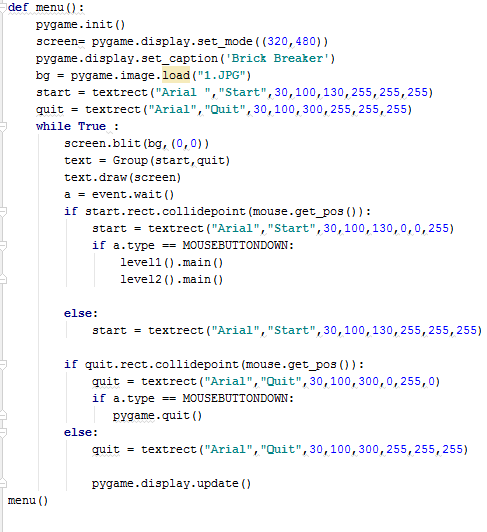 def menu():
    pygame.init()
    screen= pygame.display.set_mode((320,480))
    pygame.display.set_caption('Brick Breaker')
    bg = pygame.image.load("1.JPG")
    start = textrect("Arial ","Start",30,100,130,255,255,255)
    quit = textrect("Arial","Quit",30,100,300,255,255,255)
    while True :
        screen.blit(bg,(0,0))
        text = Group(start,quit)
        text.draw(screen)
        a = event.wait()
        if start.rect.collidepoint(mouse.get_pos()):
            start = textrect("Arial","Start",30,100,130,0,0,255)
            if a.type == MOUSEBUTTONDOWN:
                level1().main()
                level2().main()
        else:
            start = textrect("Arial","Start",30,100,130,255,255,255)
        if quit.rect.collidepoint(mouse.get_pos()):
            quit = textrect("Arial","Quit",30,100,300,0,255,0)
            if a.type == MOUSEBUTTONDOWN:
               pygame.quit()
        else:
            quit = textrect("Arial","Quit",30,100,300,255,255,255)
            pygame.display.update()
menu()